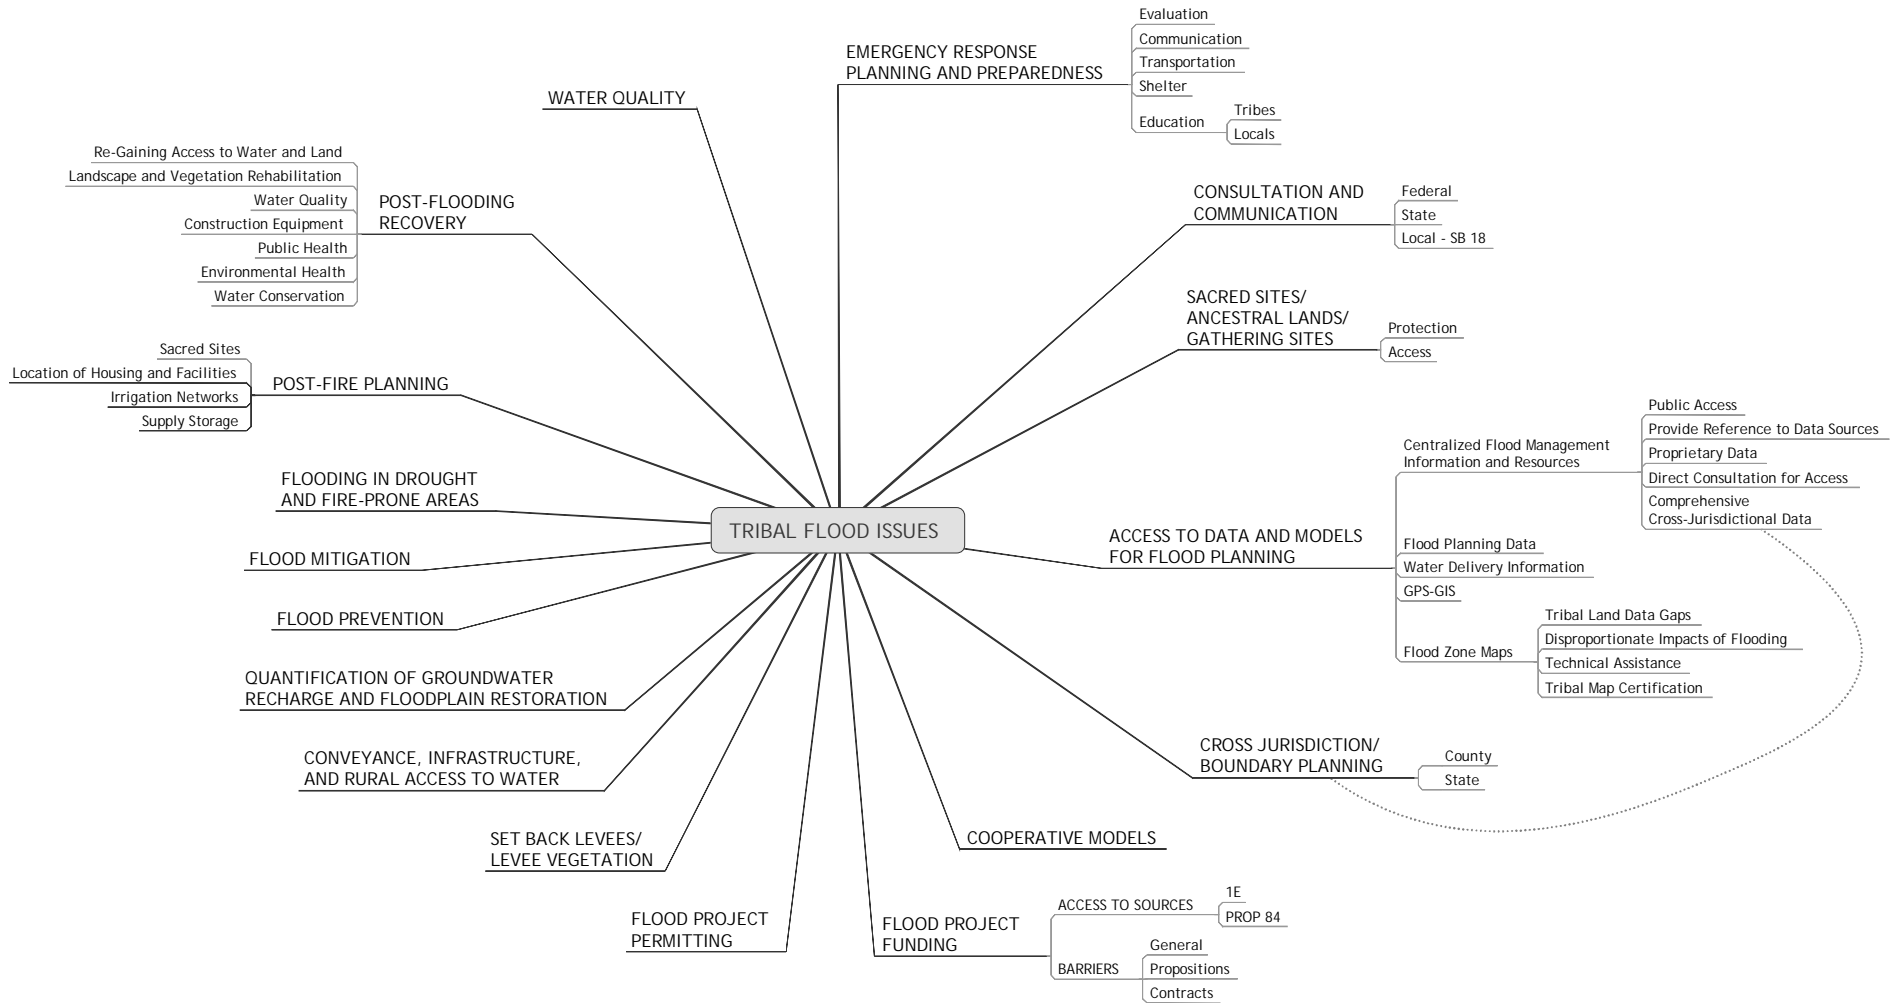 TRIBAL FLOOD ISSUES
EMERGENCY RESPONSE
PLANNING AND PREPAREDNESS
Evaluation
Communication
Transportation
Shelter
Education
Tribes
Locals
CONSULTATION AND
COMMUNICATION
Federal
State
Local - SB 18
SACRED SITES/
ANCESTRAL LANDS/
GATHERING SITES
Protection
Access
ACCESS TO DATA AND MODELS
FOR FLOOD PLANNING
Centralized Flood Management
Information and Resources
Public Access
Provide Reference to Data Sources
Proprietary Data
Direct Consultation for Access
Comprehensive
Cross-Jurisdictional Data
Flood Planning Data
Water Delivery Information
GPS-GIS
Flood Zone Maps
Tribal Land Data Gaps
Disproportionate Impacts of Flooding
Technical Assistance
Tribal Map Certification
CROSS JURISDICTION/
BOUNDARY PLANNING
County
State
COOPERATIVE MODELS
FLOOD PROJECT
FUNDING
ACCESS TO SOURCES
1E
PROP 84
BARRIERS
General
Propositions
Contracts
FLOOD PROJECT
PERMITTING
SET BACK LEVEES/
LEVEE VEGETATION
CONVEYANCE, INFRASTRUCTURE,
AND RURAL ACCESS TO WATER
QUANTIFICATION OF GROUNDWATER
RECHARGE AND FLOODPLAIN RESTORATION
FLOOD PREVENTION
FLOOD MITIGATION
FLOODING IN DROUGHT
AND FIRE-PRONE AREAS
POST-FIRE PLANNING
Sacred Sites
Location of Housing and Facilities
Irrigation Networks
Supply Storage
POST-FLOODING
RECOVERY
Re-Gaining Access to Water and Land
Landscape and Vegetation Rehabilitation
Water Quality
Construction Equipment
Public Health
Environmental Health
Water Conservation
WATER QUALITY